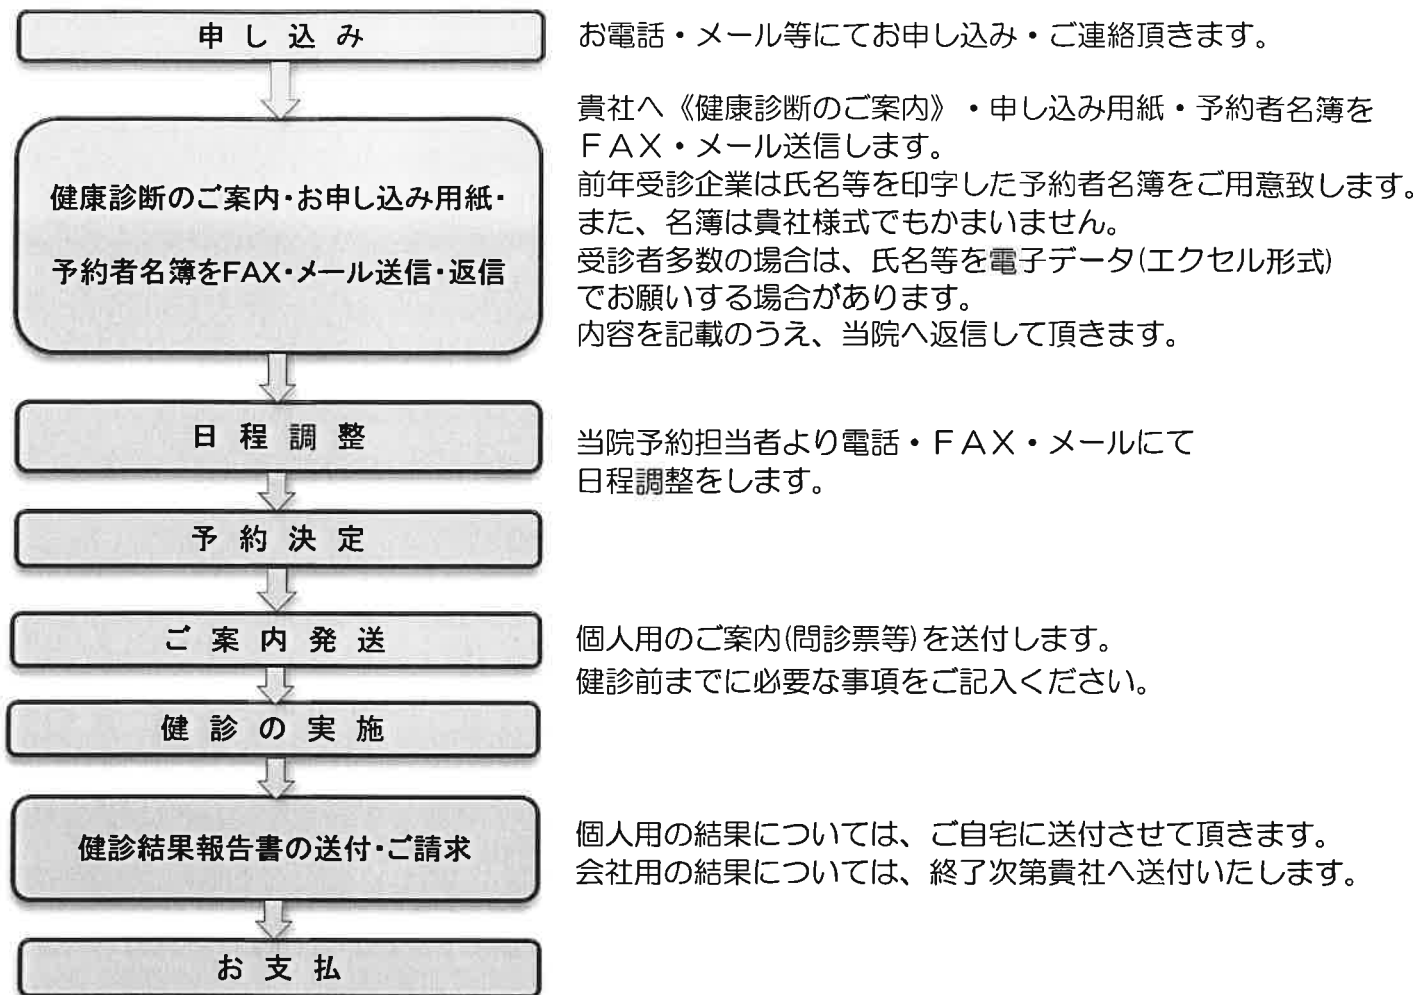 申し込み
お電話・メール等にてお申し込み・ご連絡頂きます。
健康診断のご案内・お申し込み用紙・
予約者名簿をFAX・メール送信・返信
貴社へ《健康診断のご案内》・申し込み用紙・予約者名簿を
FAX・メール送信します。
前年受診企業は氏名等を印字した予約者名簿をご用意致します。
また、名簿は貴社様式でもかまいません。
受診者多数の場合は、氏名等を電子データ(エクセル形式)
でお願いする場合があります。
内容を記載のうえ、当院へ返信して頂きます。
日程調整
当院予約担当者より電話・FAX・メールにて
日程調整をします。
予約決定
ご案内発送
個人用のご案内(問診票等)を送付します。
健診前までに必要な事項をご記入ください。
健診の実施
健診結果報告書の送付・ご請求
個人用の結果については、ご自宅に送付させて頂きます。
会社用の結果については、終了次第貴社へ送付いたします。
お支払